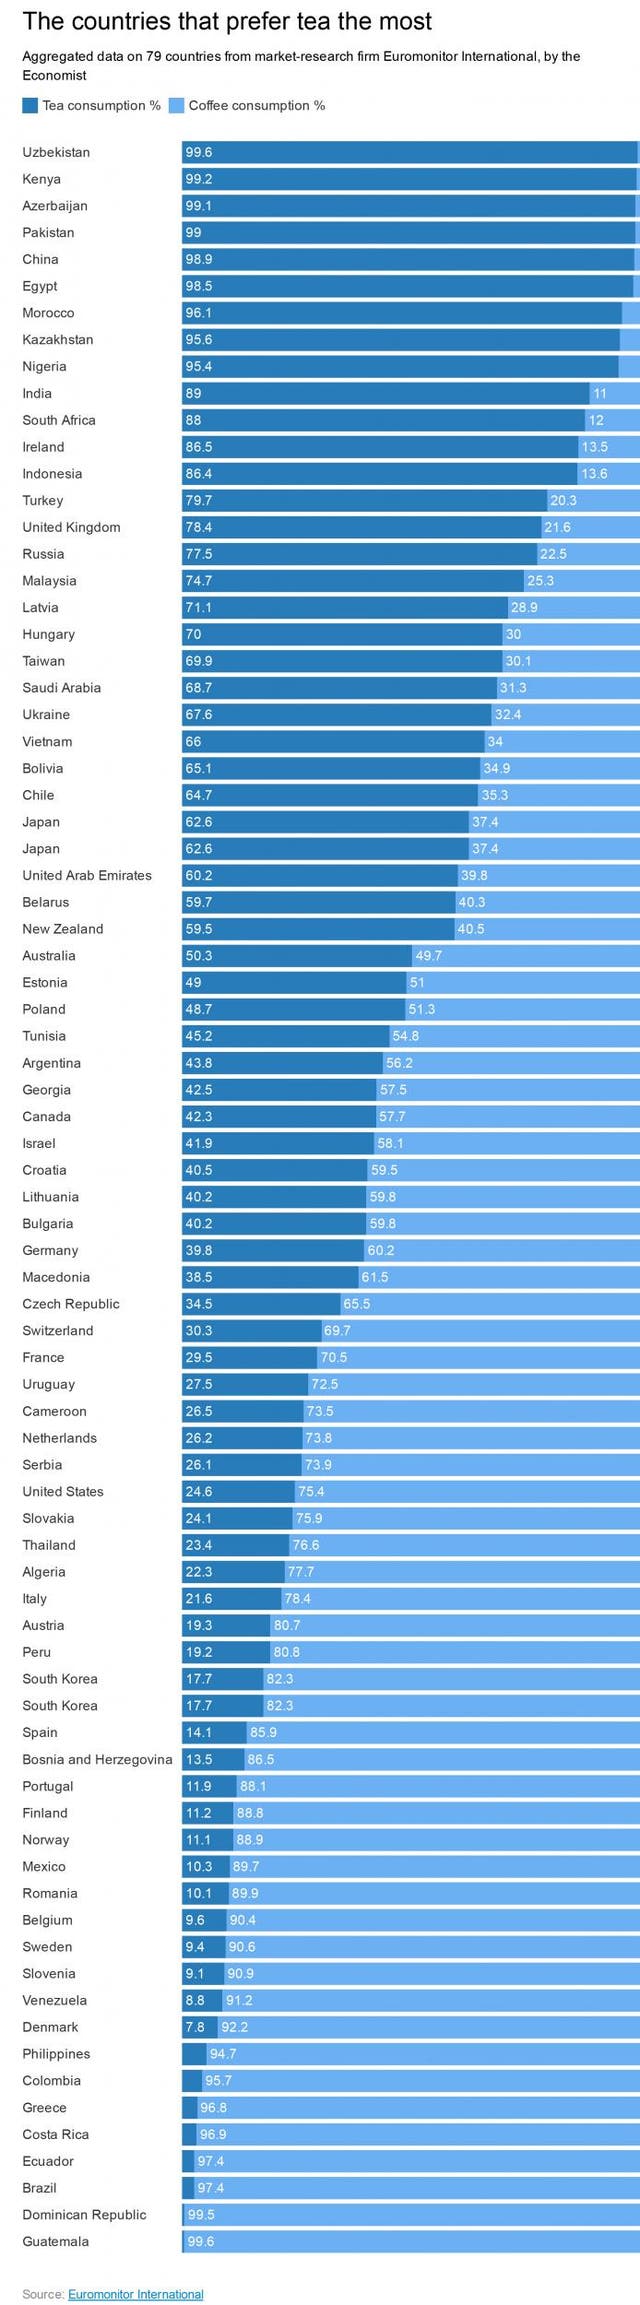 The countries that prefer tea the most
Aggregated data on 79 countries from market-research firm Euromonitor International, by the
Economist
Tea consumption % Coffee consumption %
Uzbekistan 99.6
Kenya 99.2
Azerbaijan 99.1
Pakistan 99
China 98.9
Egypt 98.5
Morocco 96.1
Kazakhstan 95.6
Nigeria 95.4
India 89 11
South Africa 88 12
Ireland 86.5 13.5
Indonesia 86.4 13.6
Turkey 79.7 20.3
United Kingdom 78.4 21.6
Russia 77.5 22.5
Malaysia 74.7 25.3
Latvia 71.1 28.9
Hungary 70 30
Taiwan 69.9 30.1
Saudi Arabia 68.7 31.3
Ukraine 67.6 32.4
Vietnam 66 34
Bolivia 65.1 34.9
Chile 64.7 35.3
Japan 62.6 37.4
Japan 62.6 37.4
United Arab Emirates 60.2 39.8
Belarus 59.7 40.3
New Zealand 59.5 40.5
Australia 50.3 49.7
Estonia 49 51
Poland 48.7 51.3
Tunisia 45.2 54.8
Argentina 43.8 56.2
Georgia 42.5 57.5
Canada 42.3 57.7
Israel 41.9 58.1
Croatia 40.5 59.5
Lithuania 40.2 59.8
Bulgaria 40.2 59.8
Germany 39.8 60.2
Macedonia 38.5 61.5
Czech Republic 34.5 65.5
Switzerland 30.3 69.7
France 29.5 70.5
Uruguay 27.5 72.5
Cameroon 26.5 73.5
Netherlands 26.2 73.8
Serbia 26.1 73.9
United States 24.6 75.4
Slovakia 24.1 75.9
Thailand 23.4 76.6
Algeria 22.3 77.7
Italy 21.6 78.4
Austria 19.3 80.7
Peru 19.2 80.8
South Korea 17.7 82.3
South Korea 17.7 82.3
Spain 14.1 85.9
Bosnia and Herzegovina 13.5 86.5
Portugal 11.9 88.1
Finland 11.2 88.8
Norway 11.1 88.9
Mexico 10.3 89.7
Romania 10.1 89.9
Belgium 9.6 90.4
Sweden 9.4 90.6
Slovenia 9.1 90.9
Venezuela 8.8 91.2
Denmark 7.8 92.2
Philippines 94.7
Colombia 95.7
Greece 96.8
Costa Rica 96.9
Ecuador 97.4
Brazil 97.4
Dominican Republic 99.5
Guatemala 99.6
Source: Euromonitor International